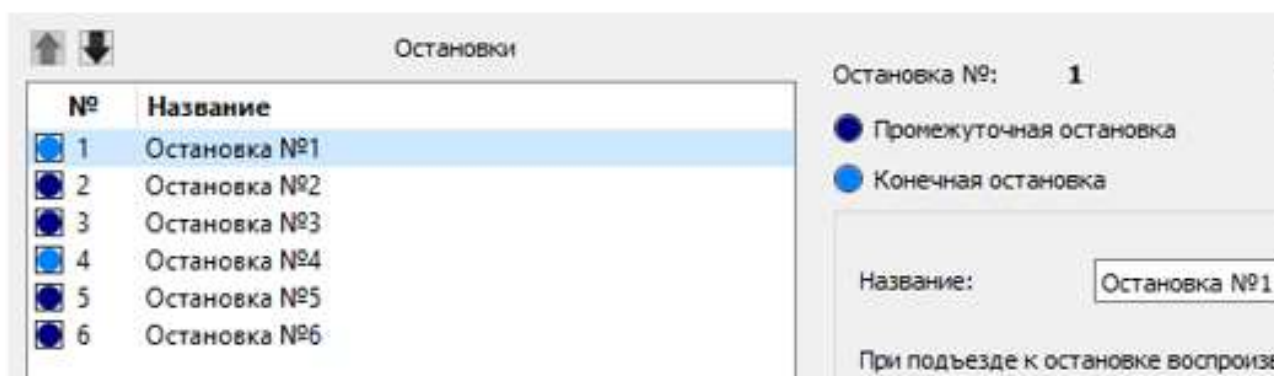 Остановки
№ Название
1 Остановка №1
2 Остановка №2
3 Остановка №3
4 Остановка №4
5 Остановка №5
6 Остановка №6
Остановка №: 1
Промежуточная остановка
Конечная остановка
Название: Остановка №1
При подъезде к остановке